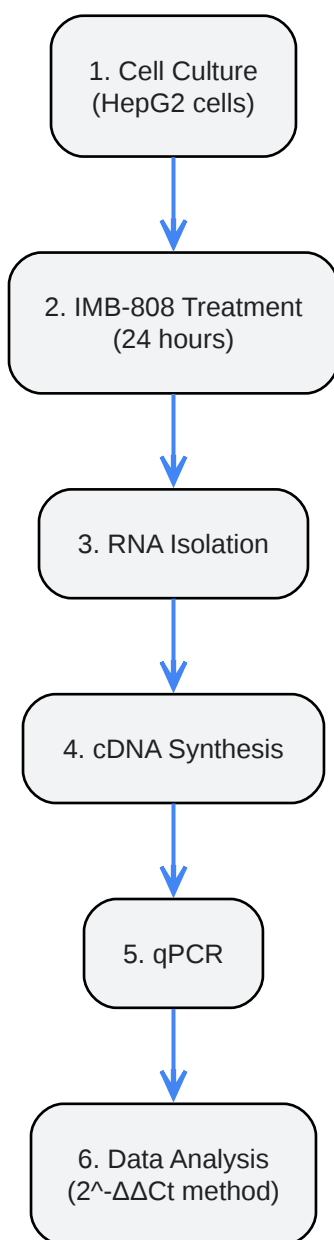 1. Cell Culture
(HepG2 cells)
2. IMB-808 Treatment
(24 hours)
3. RNA Isolation
4. cDNA Synthesis
5. qPCR
6. Data Analysis
(2^-ΔΔCt method)